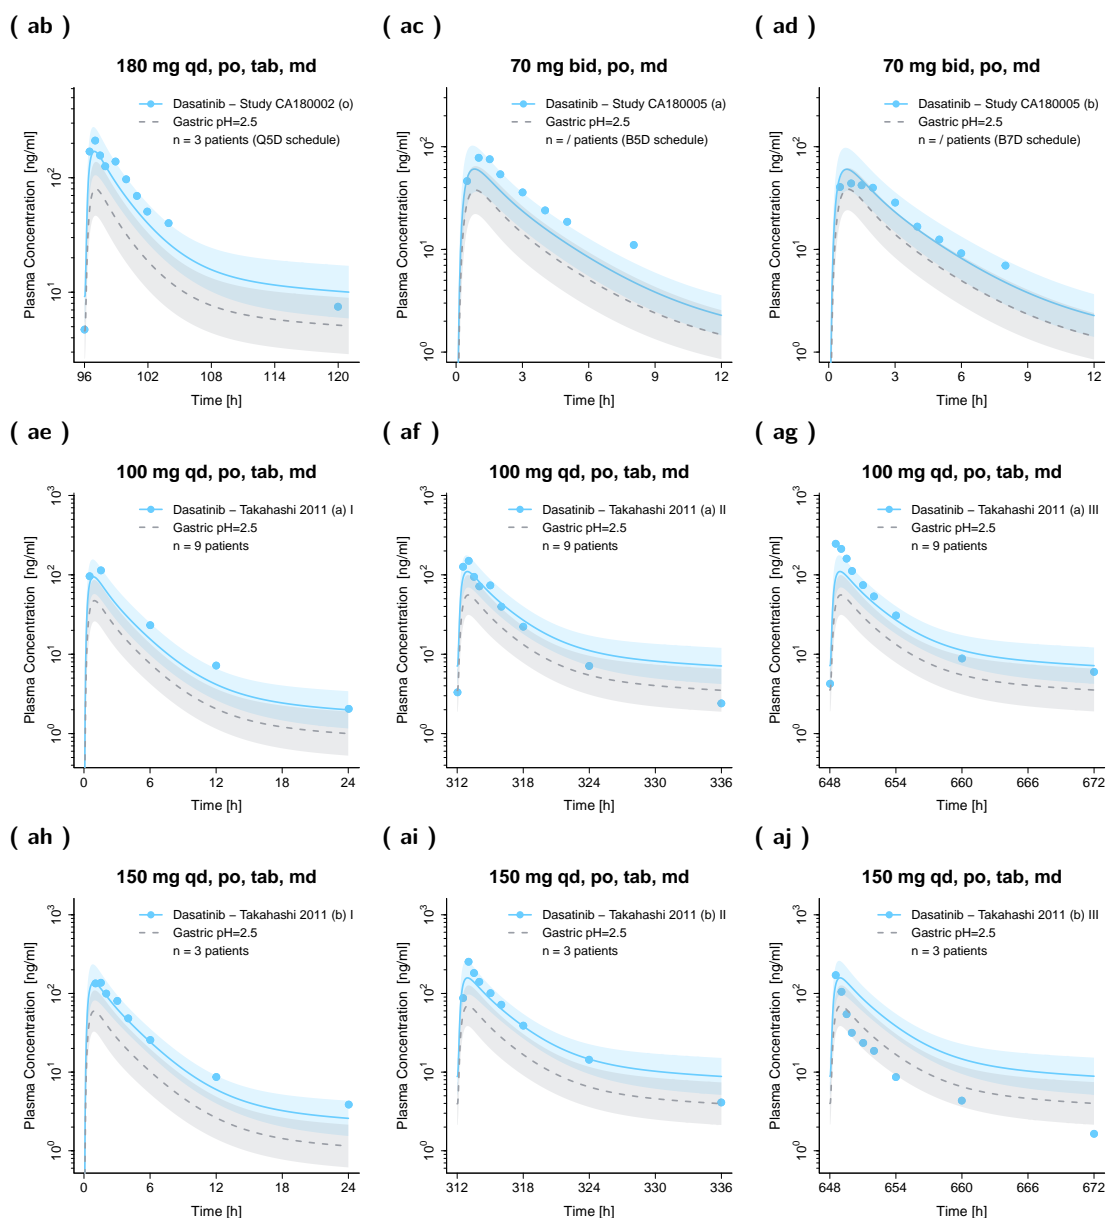 ( ab )
180 mg qd, po, tab, md
Dasatinib – Study CA180002 (o)
Gastric pH=2.5
n = 3 patients (Q5D schedule)
Plasma Concentration [ng/ml]
10^2
10^1
96 102 108 114 120
Time [h]
( ac )
70 mg bid, po, md
Dasatinib – Study CA180005 (a)
Gastric pH=2.5
n = / patients (B5D schedule)
Plasma Concentration [ng/ml]
10^2
10^1
10^0
0 3 6 9 12
Time [h]
( ad )
70 mg bid, po, md
Dasatinib – Study CA180005 (b)
Gastric pH=2.5
n = / patients (B7D schedule)
Plasma Concentration [ng/ml]
10^2
10^1
10^0
0 3 6 9 12
Time [h]
( ae )
100 mg qd, po, tab, md
Dasatinib – Takahashi 2011 (a) I
Gastric pH=2.5
n = 9 patients
Plasma Concentration [ng/ml]
10^3
10^2
10^1
10^0
0 6 12 18 24
Time [h]
( af )
100 mg qd, po, tab, md
Dasatinib – Takahashi 2011 (a) II
Gastric pH=2.5
n = 9 patients
Plasma Concentration [ng/ml]
10^3
10^2
10^1
10^0
312 318 324 330 336
Time [h]
( ag )
100 mg qd, po, tab, md
Dasatinib – Takahashi 2011 (a) III
Gastric pH=2.5
n = 9 patients
Plasma Concentration [ng/ml]
10^3
10^2
10^1
10^0
648 654 660 666 672
Time [h]
( ah )
150 mg qd, po, tab, md
Dasatinib – Takahashi 2011 (b) I
Gastric pH=2.5
n = 3 patients
Plasma Concentration [ng/ml]
10^3
10^2
10^1
10^0
0 6 12 18 24
Time [h]
( ai )
150 mg qd, po, tab, md
Dasatinib – Takahashi 2011 (b) II
Gastric pH=2.5
n = 3 patients
Plasma Concentration [ng/ml]
10^3
10^2
10^1
10^0
312 318 324 330 336
Time [h]
( aj )
150 mg qd, po, tab, md
Dasatinib – Takahashi 2011 (b) III
Gastric pH=2.5
n = 3 patients
Plasma Concentration [ng/ml]
10^3
10^2
10^1
10^0
648 654 660 666 672
Time [h]